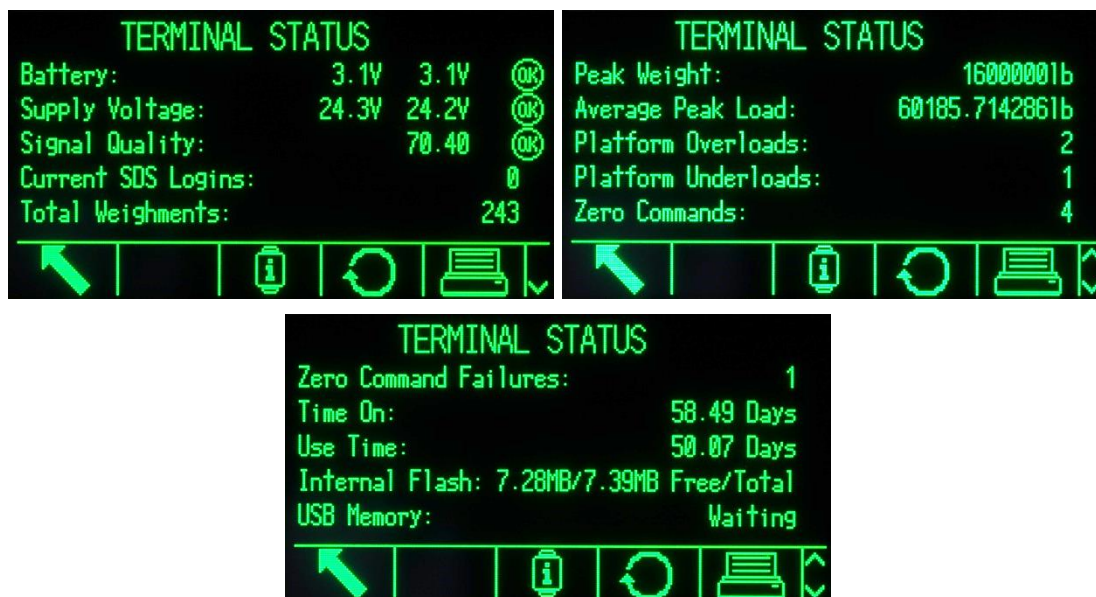 TERMINAL STATUS
Battery: 3.1V 3.1V OK
Supply Voltage: 24.3V 24.2V OK
Signal Quality: 70.40 OK
Current SDS Logins: 0
Total Weighments: 243
i
TERMINAL STATUS
Peak Weight: 1600000lb
Average Peak Load: 60185.714286lb
Platform Overloads: 2
Platform Underloads: 1
Zero Commands: 4
i
TERMINAL STATUS
Zero Command Failures: 1
Time On: 58.49 Days
Use Time: 50.07 Days
Internal Flash: 7.28MB/7.39MB Free/Total
USB Memory: Waiting
i